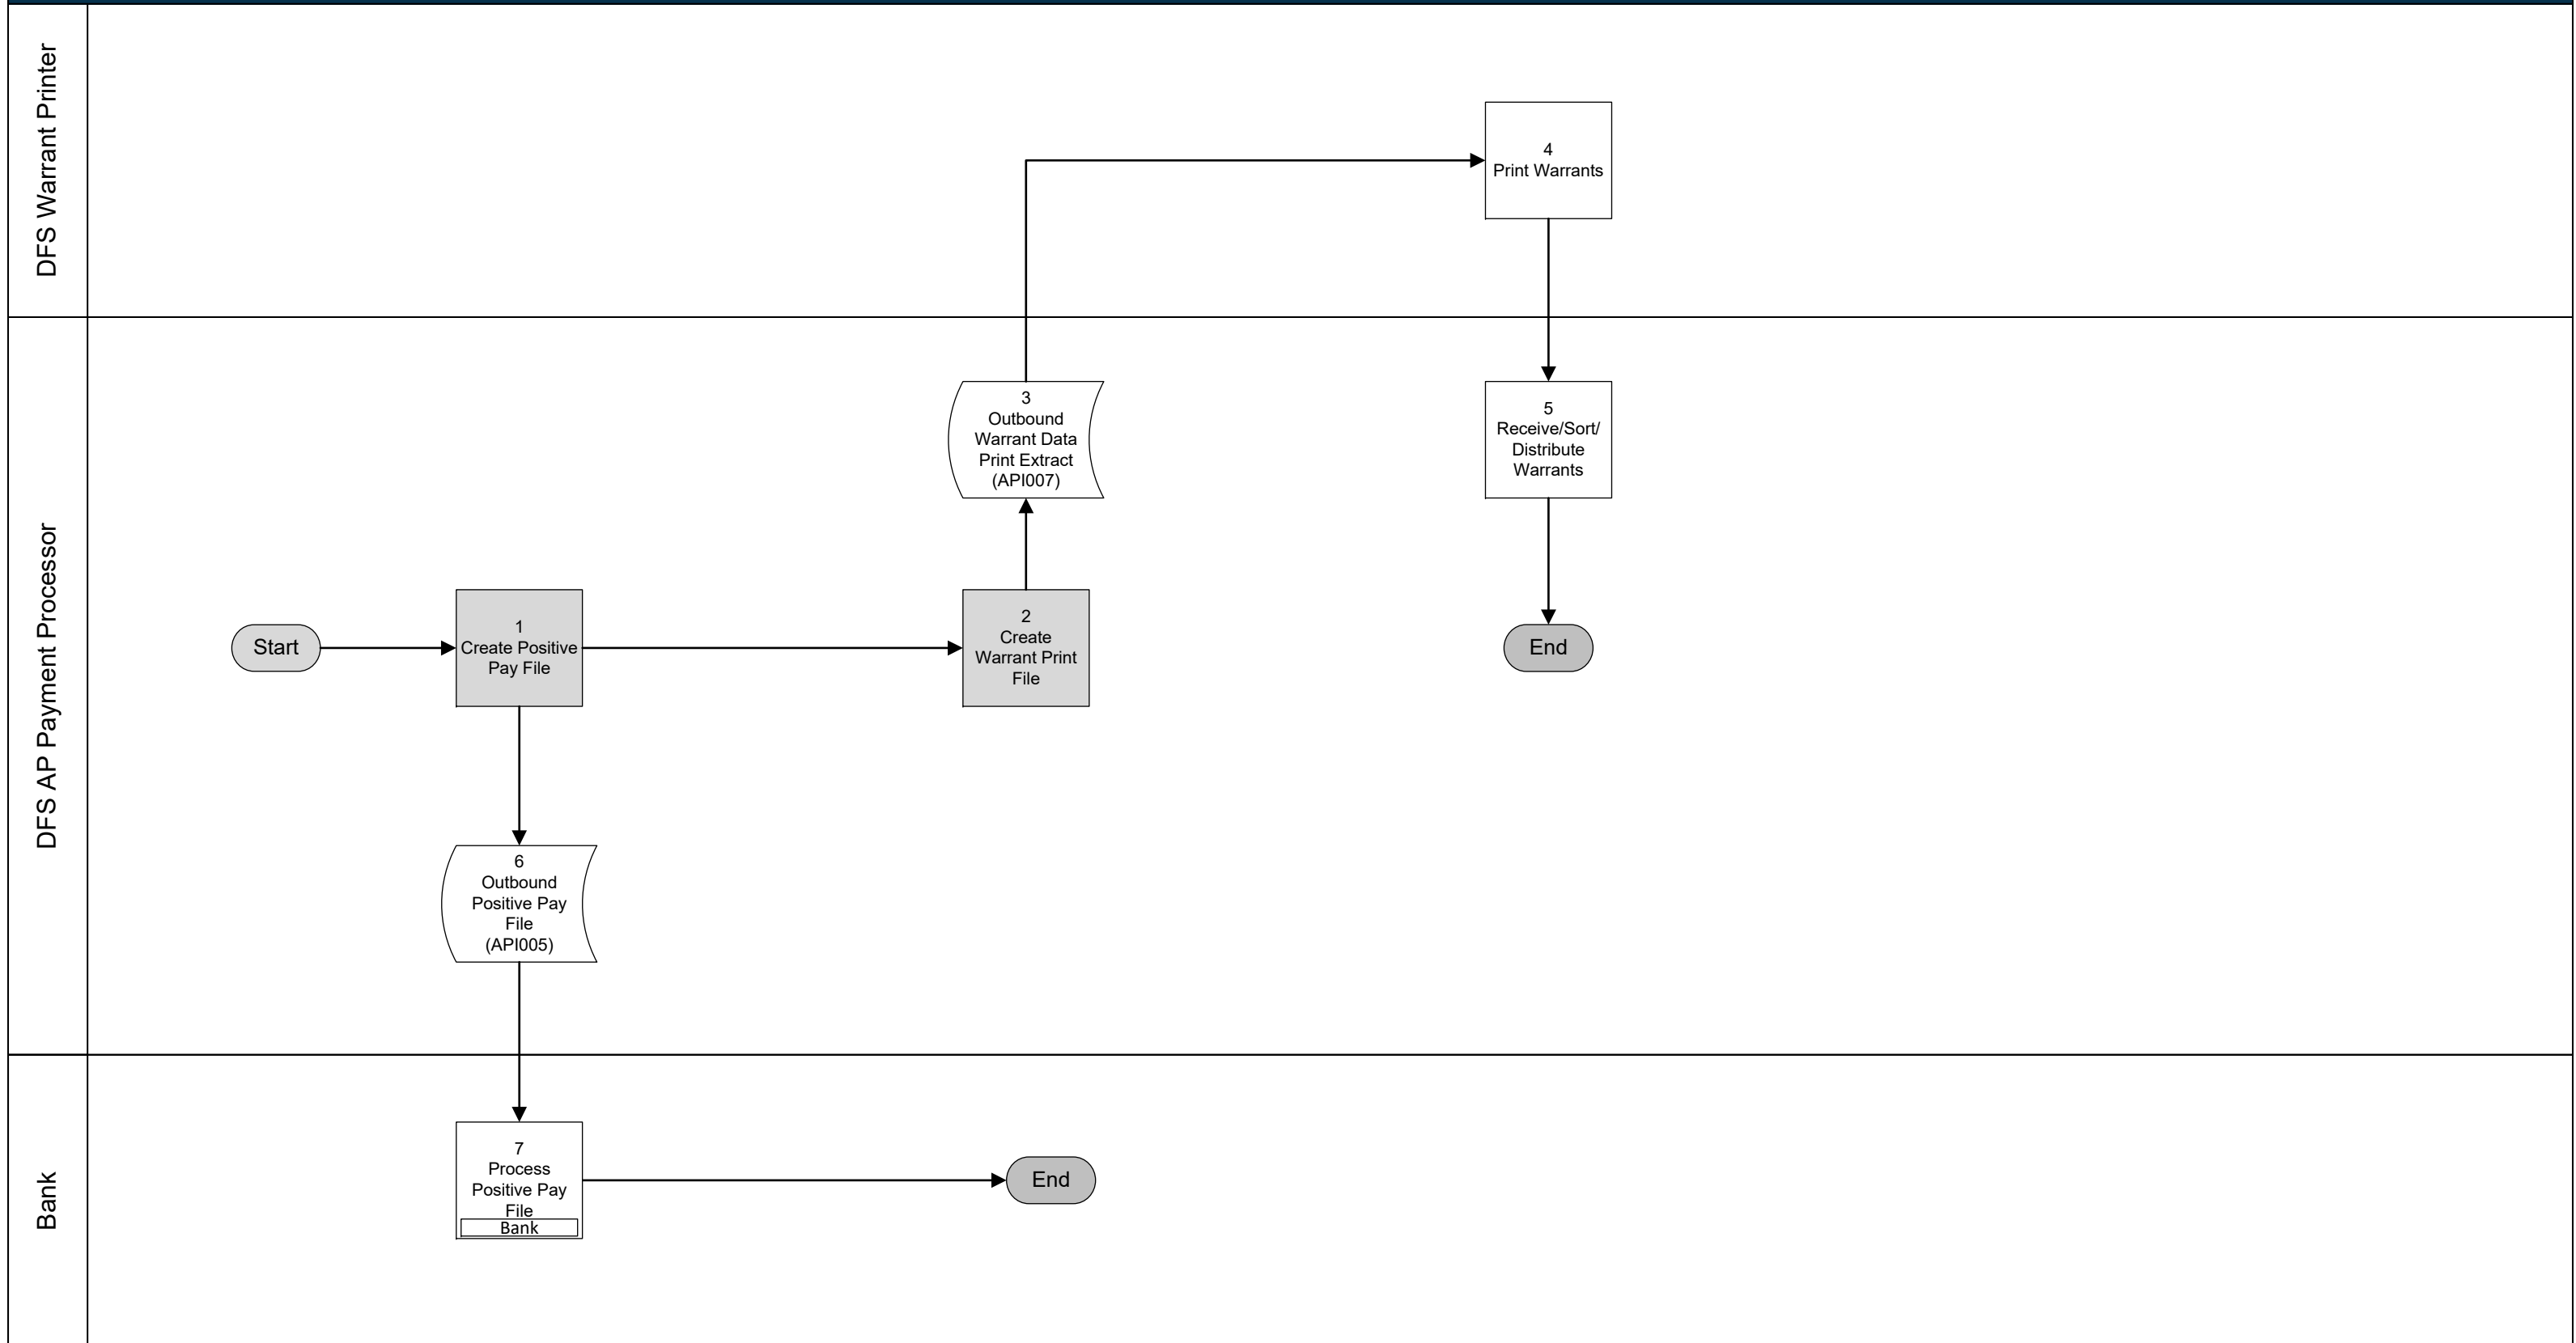 DFS Warrant Printer
4
Print Warrants
DFS AP Payment Processor
3
Outbound
Warrant Data
Print Extract
(API007)
5
Receive/Sort/
Distribute
Warrants
Start
1
Create Positive
Pay File
2
Create
Warrant Print
File
End
6
Outbound
Positive Pay
File
(API005)
Bank
7
Process
Positive Pay
File
Bank
End